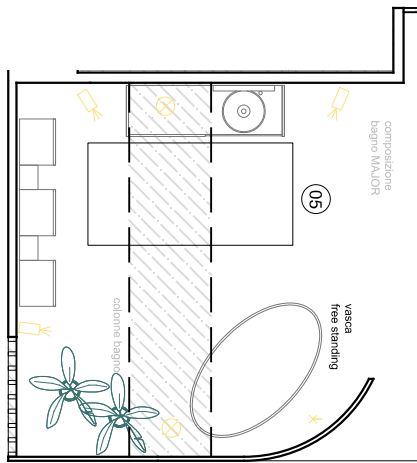 composizione
bagno MAJOR
05
vasca
free standing
colonne bagno